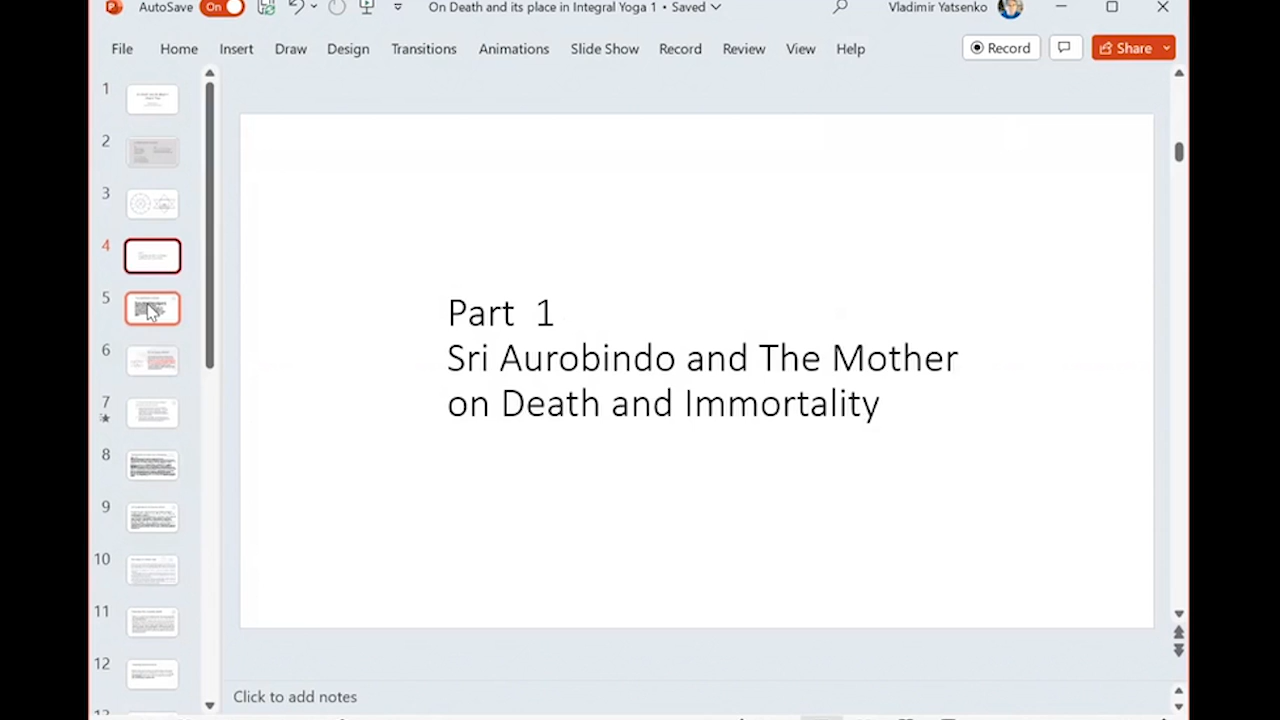 AutoSave On On Death and its place in Integral Yoga 1 • Saved Vladimir Yatsenko
File Home Insert Draw Design Transitions Animations Slide Show Record Review View Help Record Share
1
2
3
4
5
6
7
8
9
10
11
12
Part 1
Sri Aurobindo and The Mother
on Death and Immortality
Click to add notes